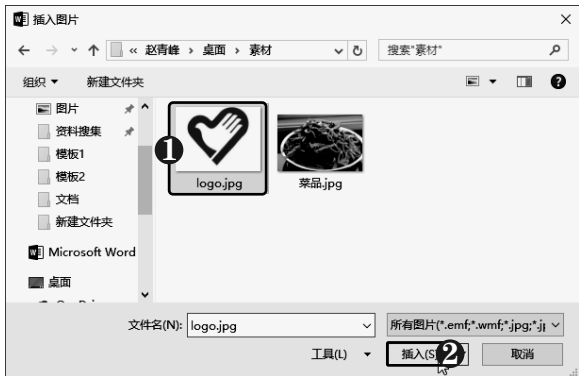 插入图片
« 赵青峰 › 桌面 › 素材
搜索"素材"
组织 新建文件夹
图片
资料搜集
模板1
模板2
文档
新建文件夹
Microsoft Word
桌面
1
logo.jpg
菜品.jpg
文件名(N): logo.jpg
所有图片(*.emf;*.wmf;*.jpg;*.j
工具(L) 插入(S 2 取消